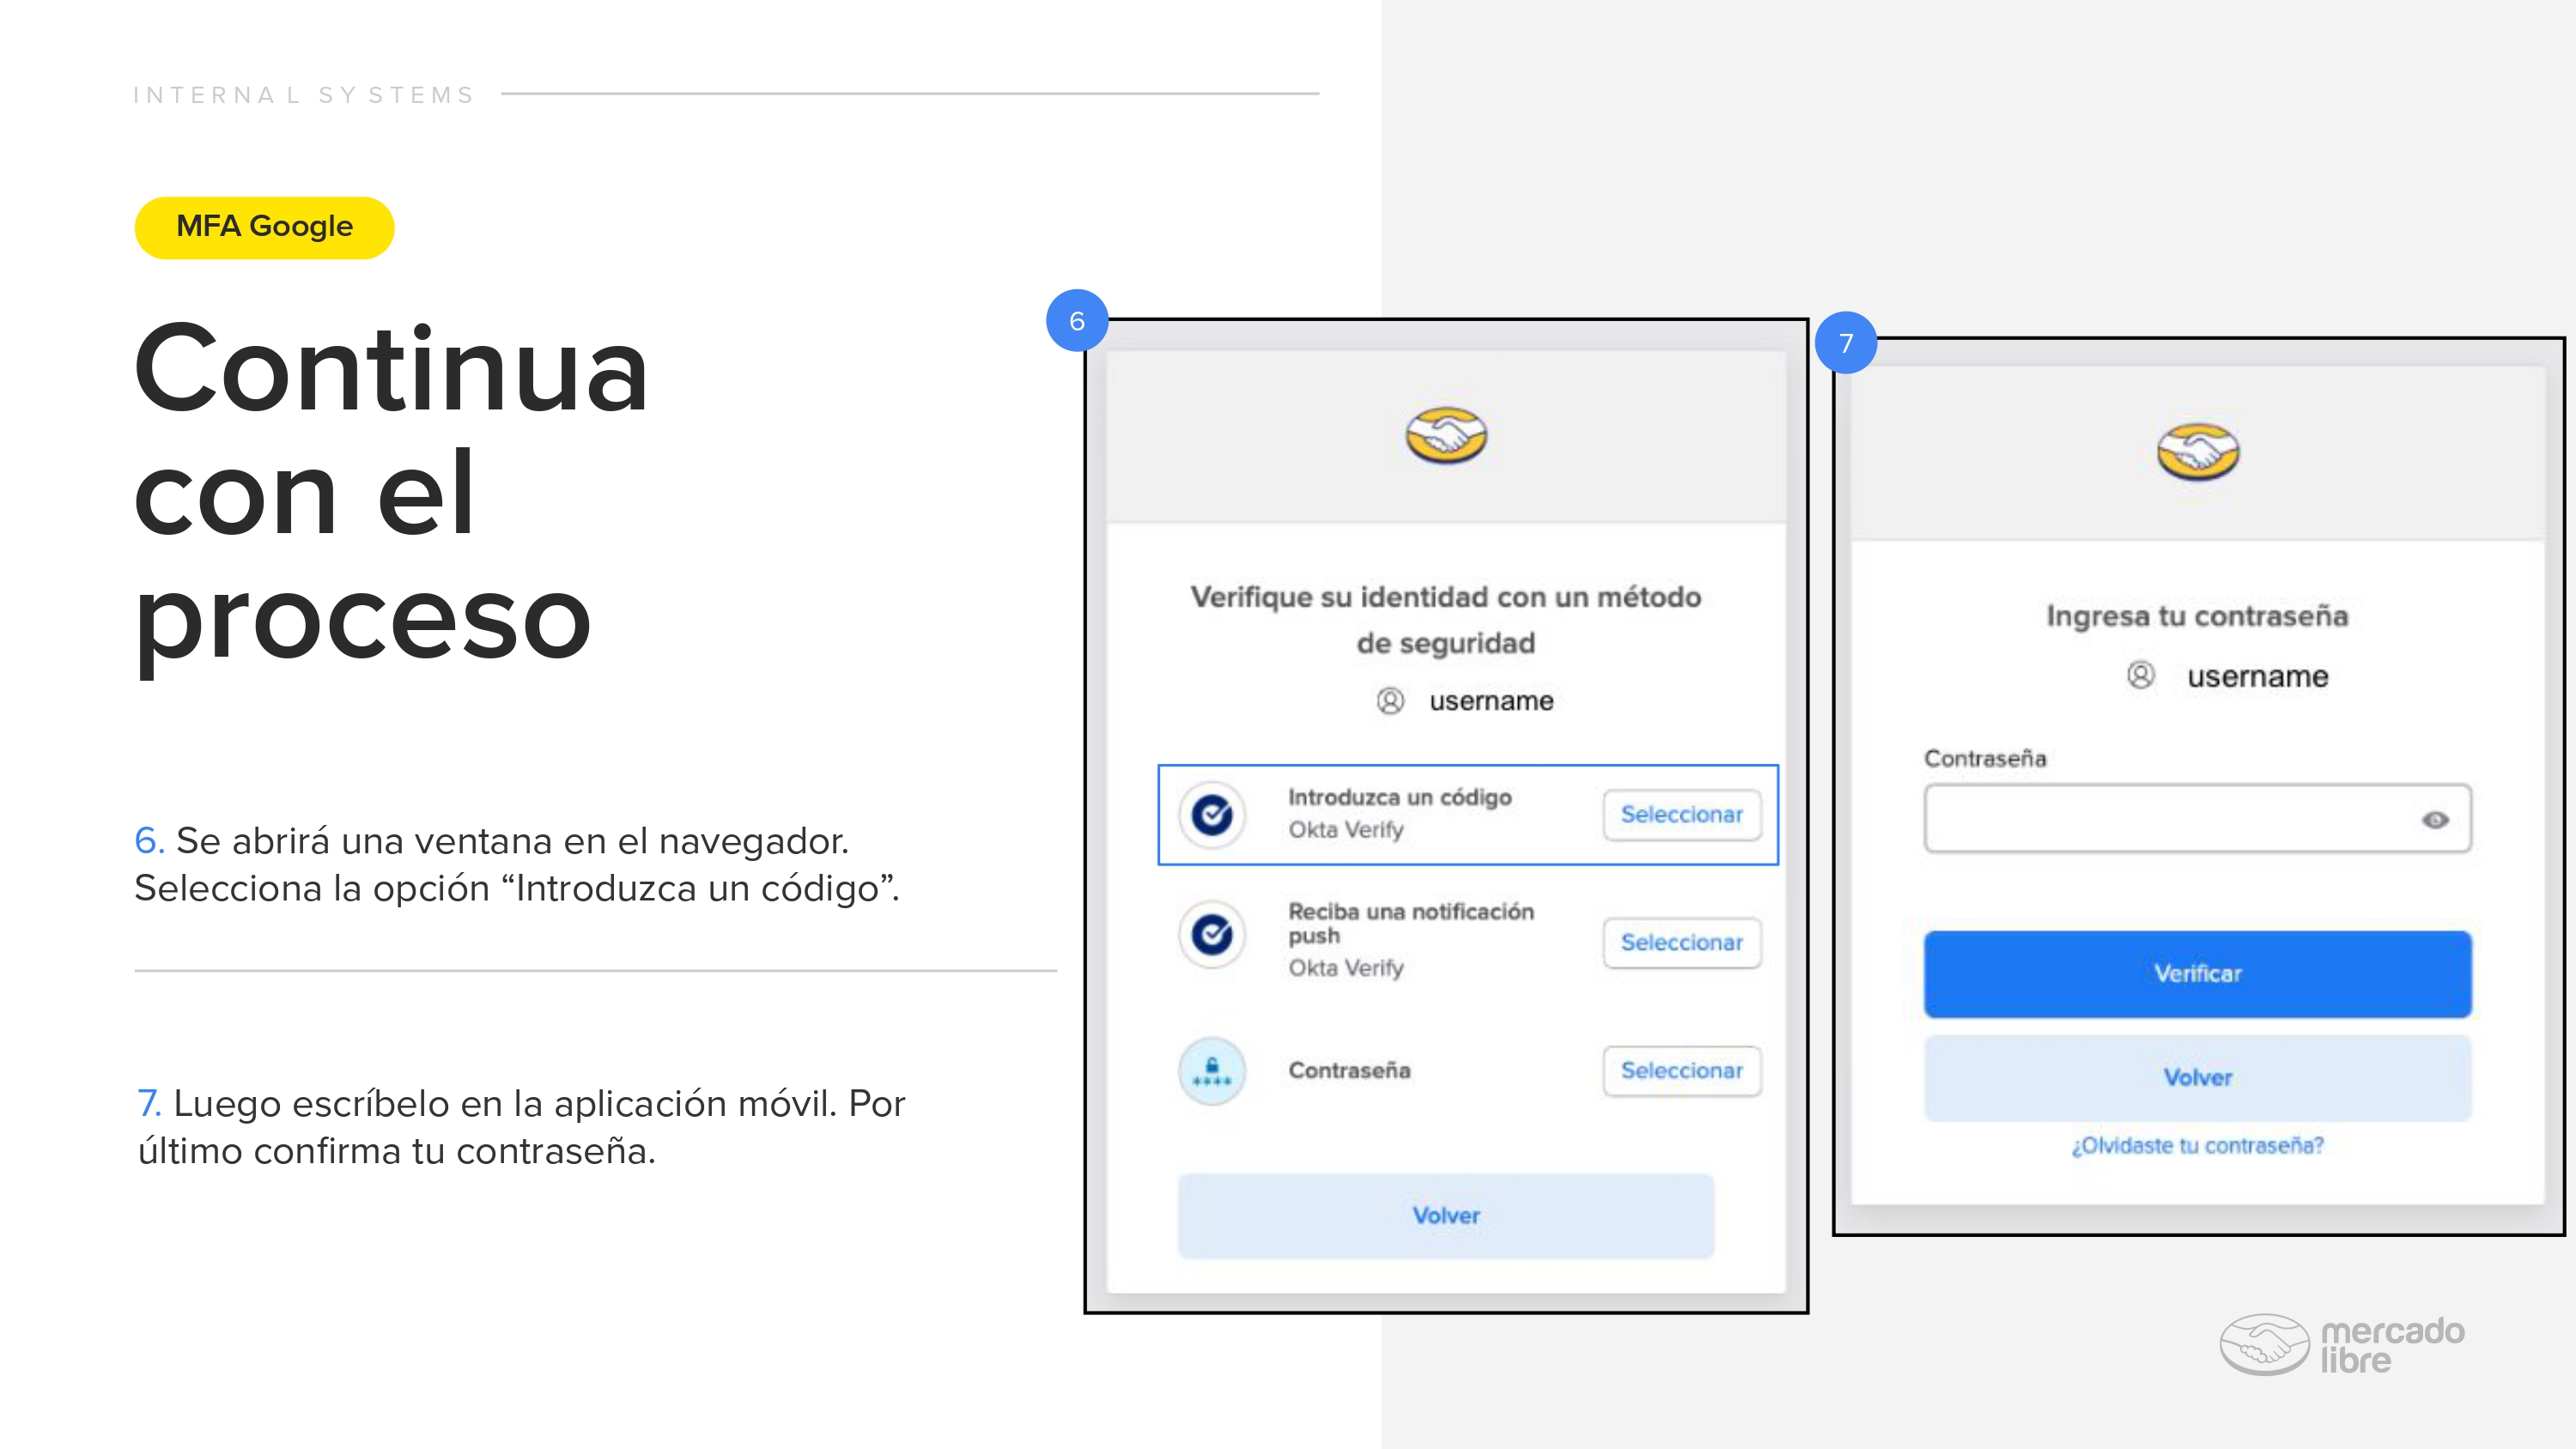 INTERNAL SYSTEMS
MFA Google
Continua
con el
proceso
6. Se abrirá una ventana en el navegador.
Selecciona la opción “Introduzca un código”.
7. Luego escríbelo en la aplicación móvil. Por
último confirma tu contraseña.
6
Verifique su identidad con un método
de seguridad
username
Introduzca un código
Okta Verify
Seleccionar
Reciba una notificación
push
Okta Verify
Seleccionar
****
Contraseña
Seleccionar
Volver
7
Ingresa tu contraseña
username
Contraseña
Verificar
Volver
¿Olvidaste tu contraseña?
mercado
libre